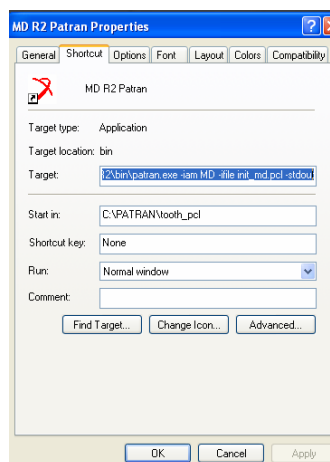 MD R2 Patran Properties
General Shortcut Options Font Layout Colors Compatibility
MD R2 Patran
Target type: Application
Target location: bin
Target: 2\bin\patran.exe -iam MD -ifile init_md.pcl -stdout
Start in: C:\PATRAN\tooth_pcl
Shortcut key: None
Run: Normal window
Comment:
Find Target... Change Icon... Advanced...
OK Cancel Apply